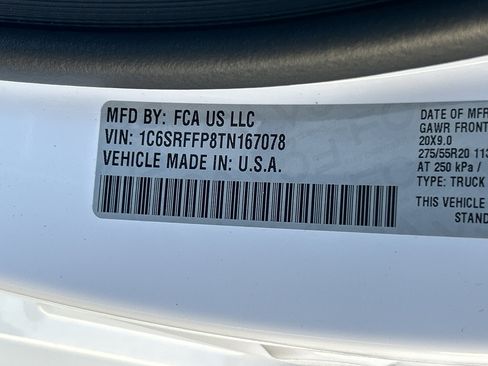 MFD BY: FCA US LLC
VIN: 1C6SRFFP8TN167078
VEHICLE MADE IN: U.S.A.
DATE OF MFR
GAWR FRONT
20X9.0
275/55R20 113
AT 250 kPa /
TYPE: TRUCK
THIS VEHICLE
STAND